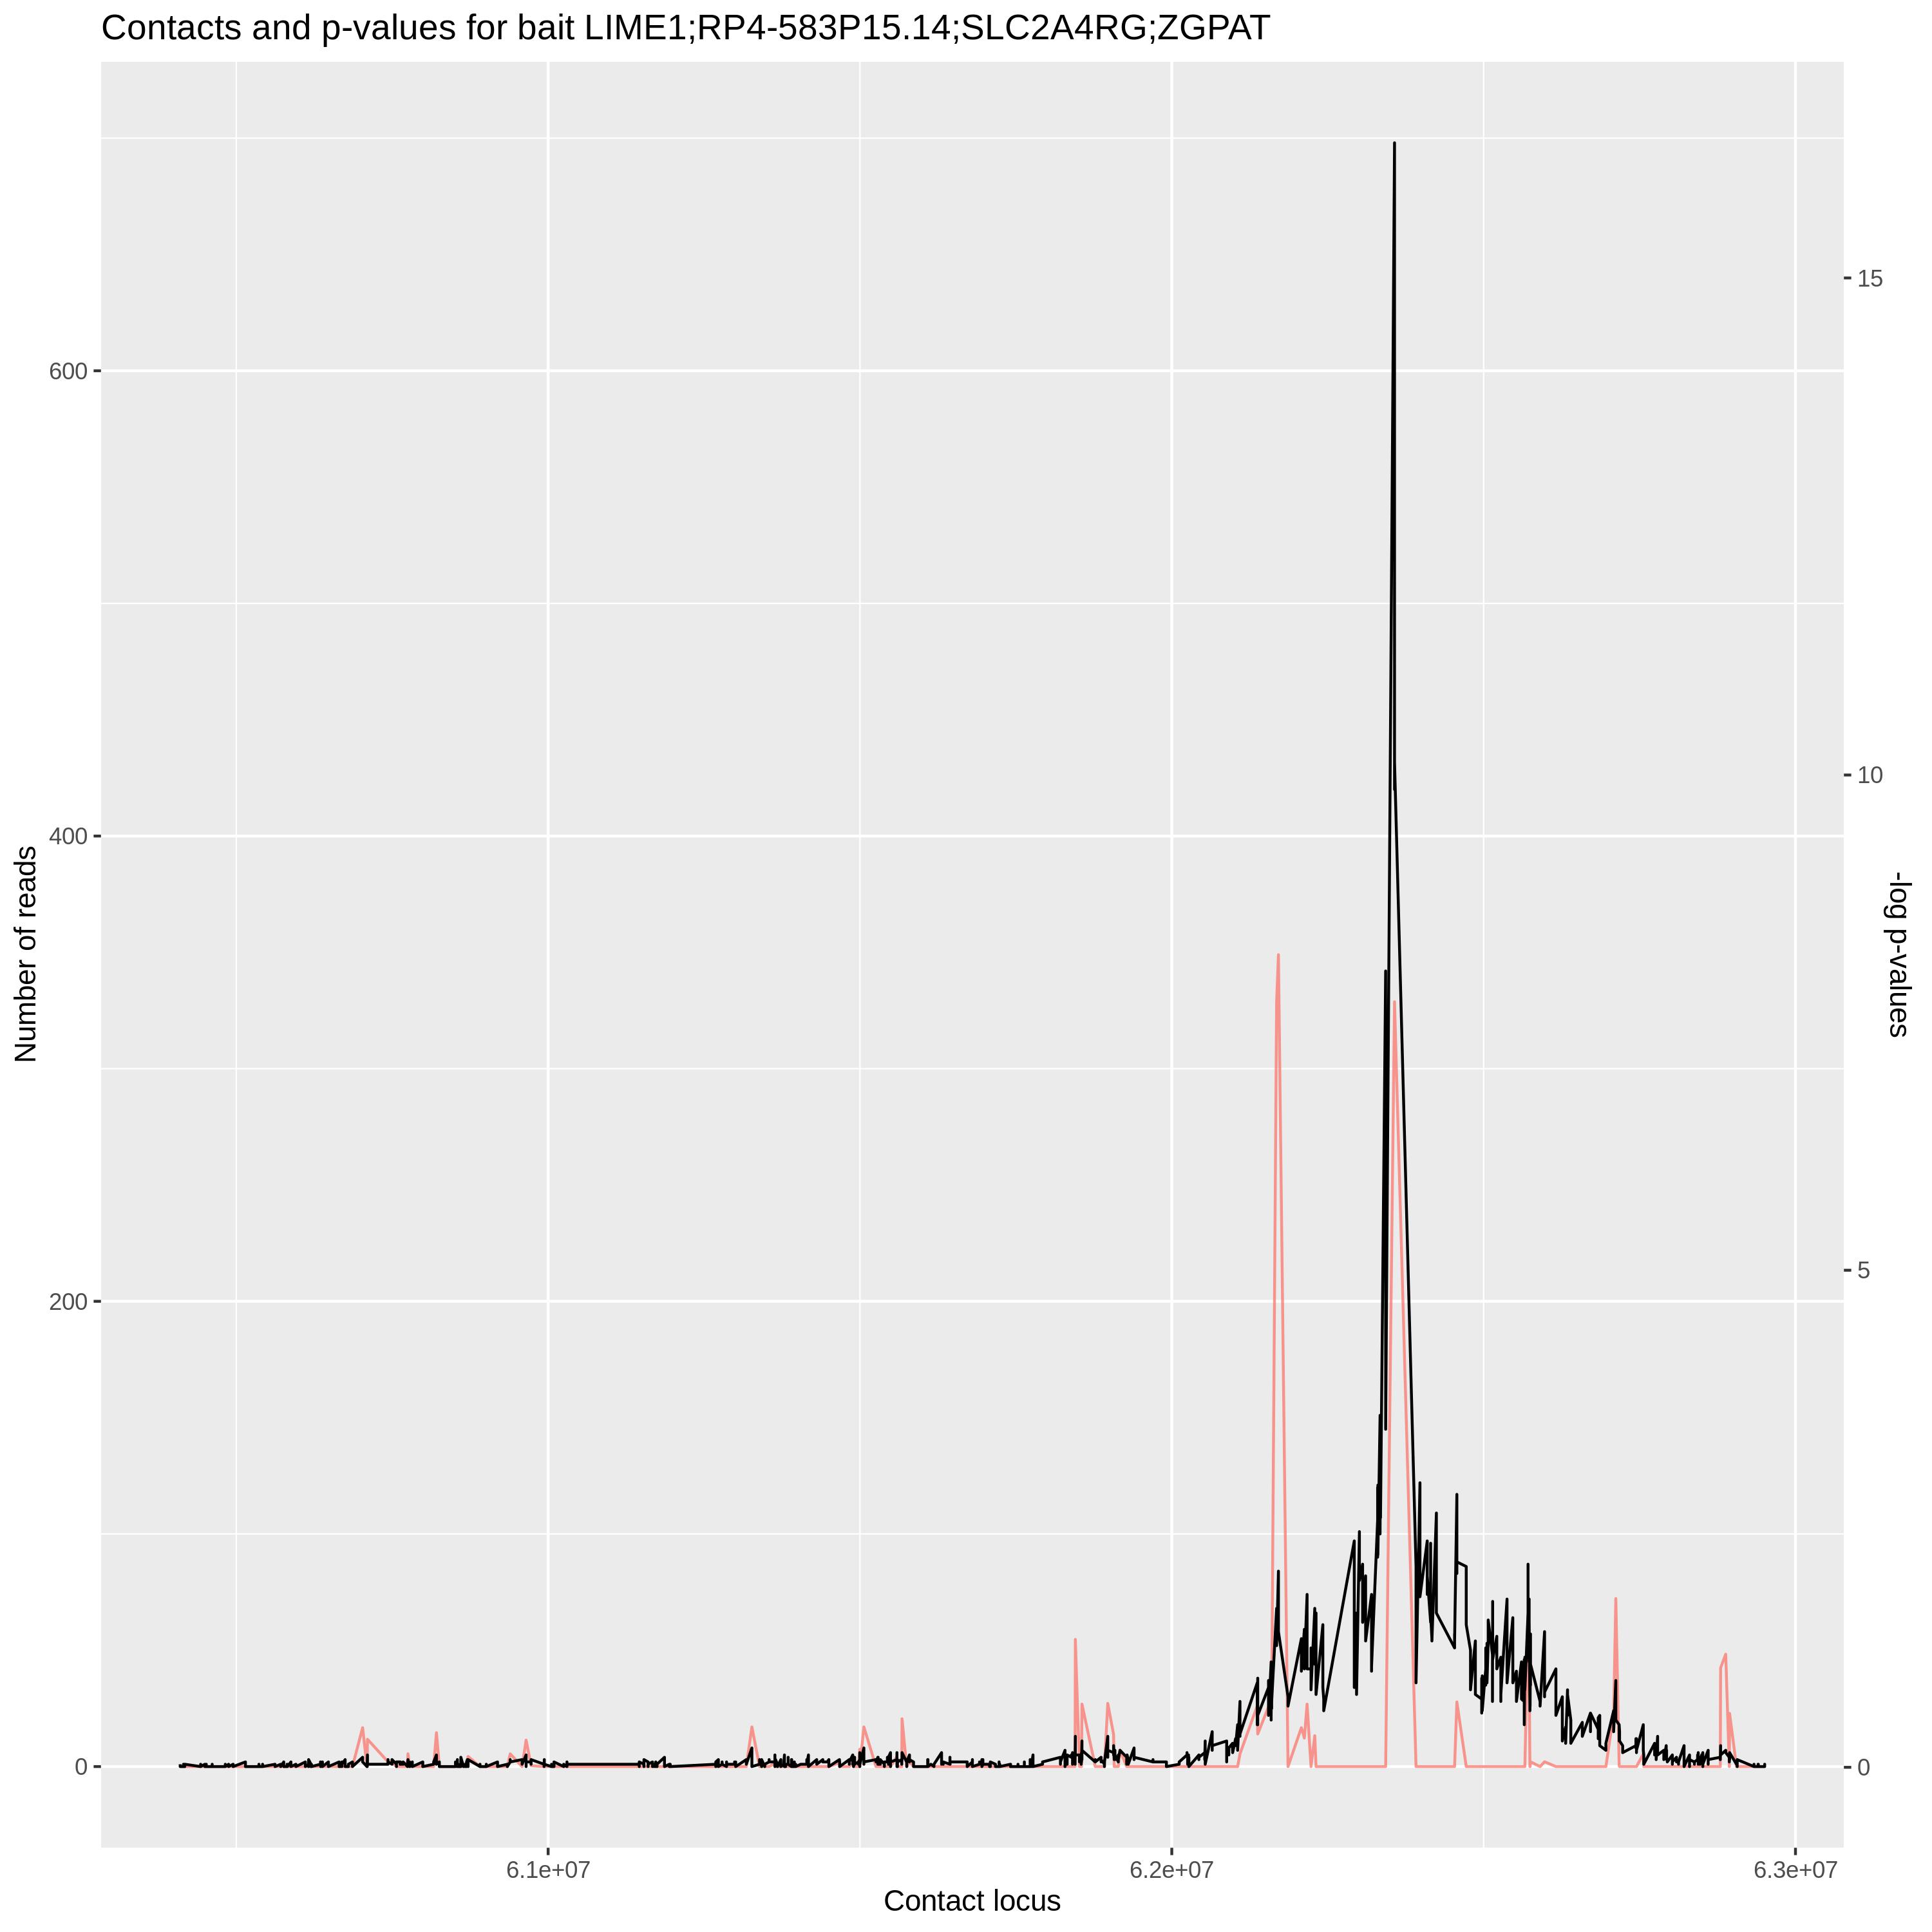 Contacts and p-values for bait LIME1;RP4-583P15.14;SLC2A4RG;ZGPAT
Number of reads
600
400
200
0
15
10
5
0
-log p-values
6.1e+07
6.2e+07
6.3e+07
Contact locus